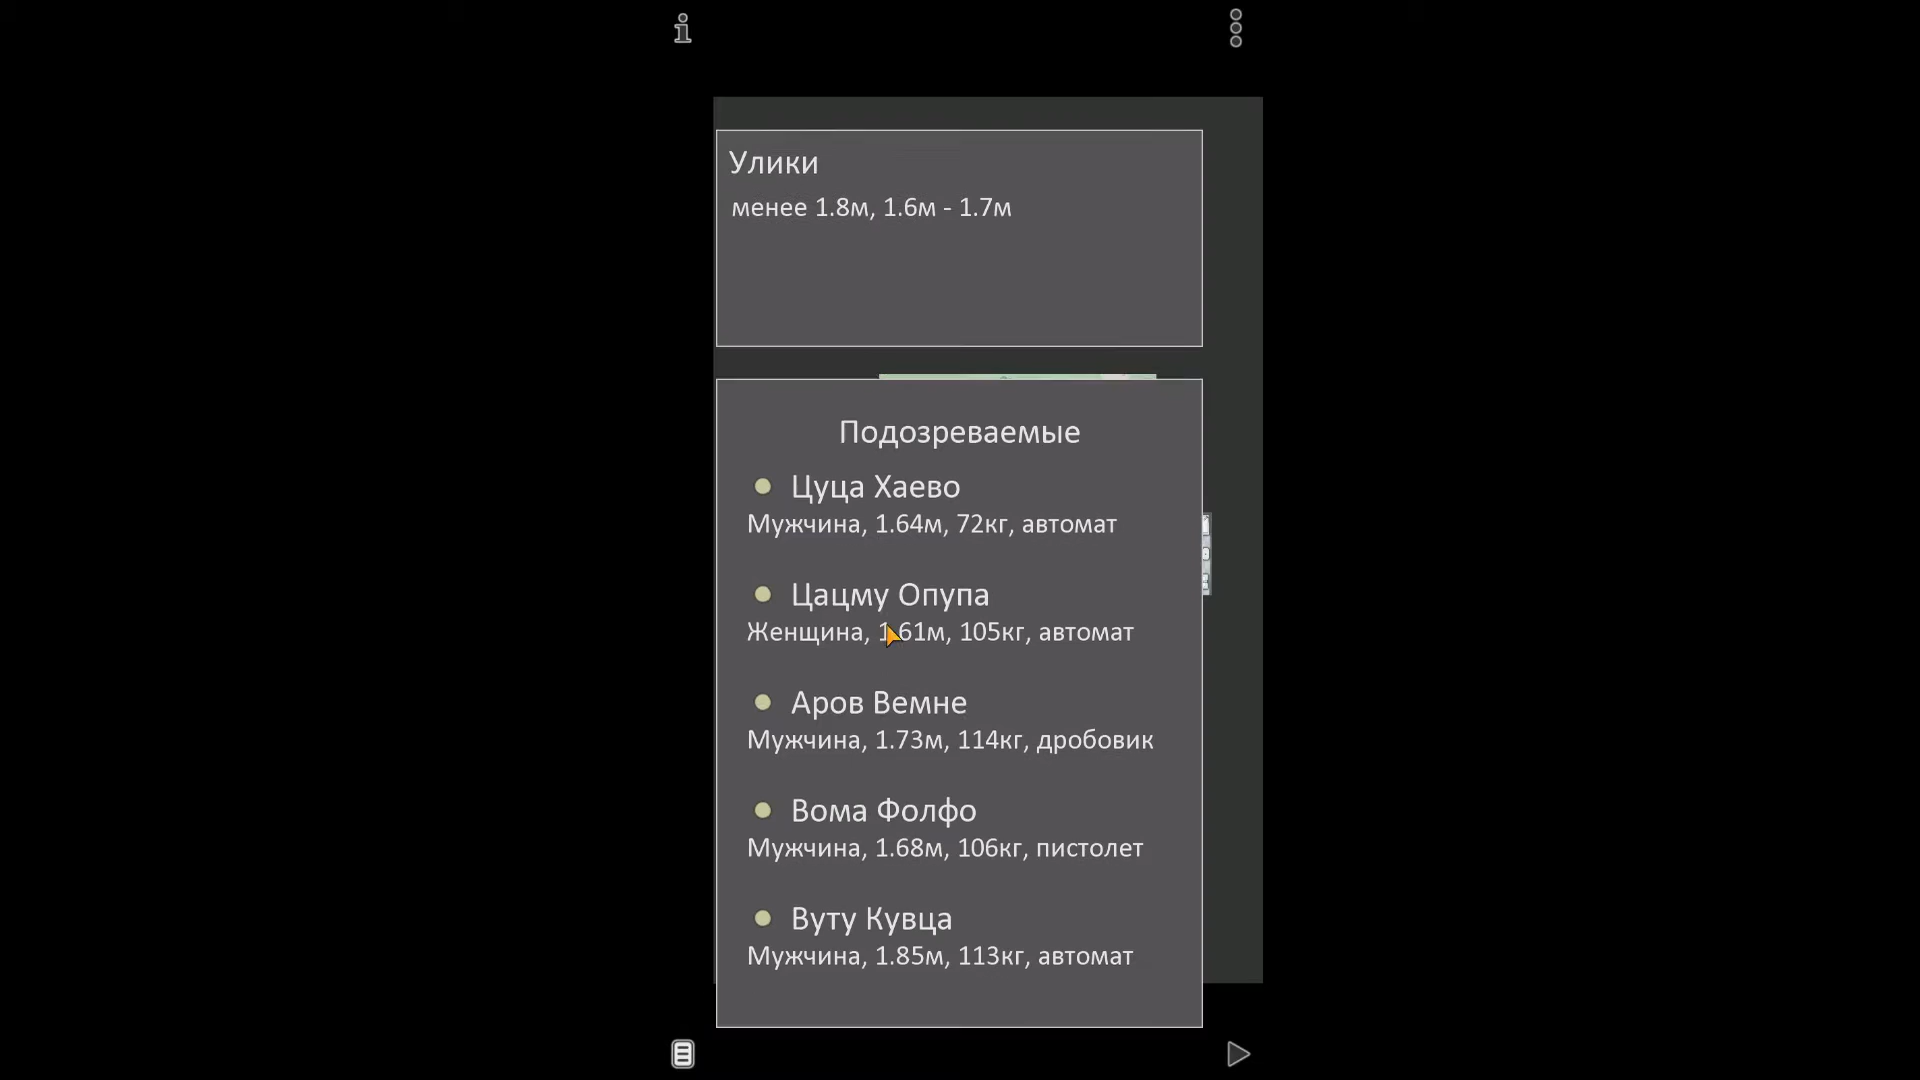 Улики
менее 1.8м, 1.6м - 1.7м
Подозреваемые
Цуца Хаево
Мужчина, 1.64м, 72кг, автомат
Цацму Опупа
Женщина, 1.61м, 105кг, автомат
Аров Вемне
Мужчина, 1.73м, 114кг, дробовик
Вома Фолфо
Мужчина, 1.68м, 106кг, пистолет
Вуту Кувца
Мужчина, 1.85м, 113кг, автомат